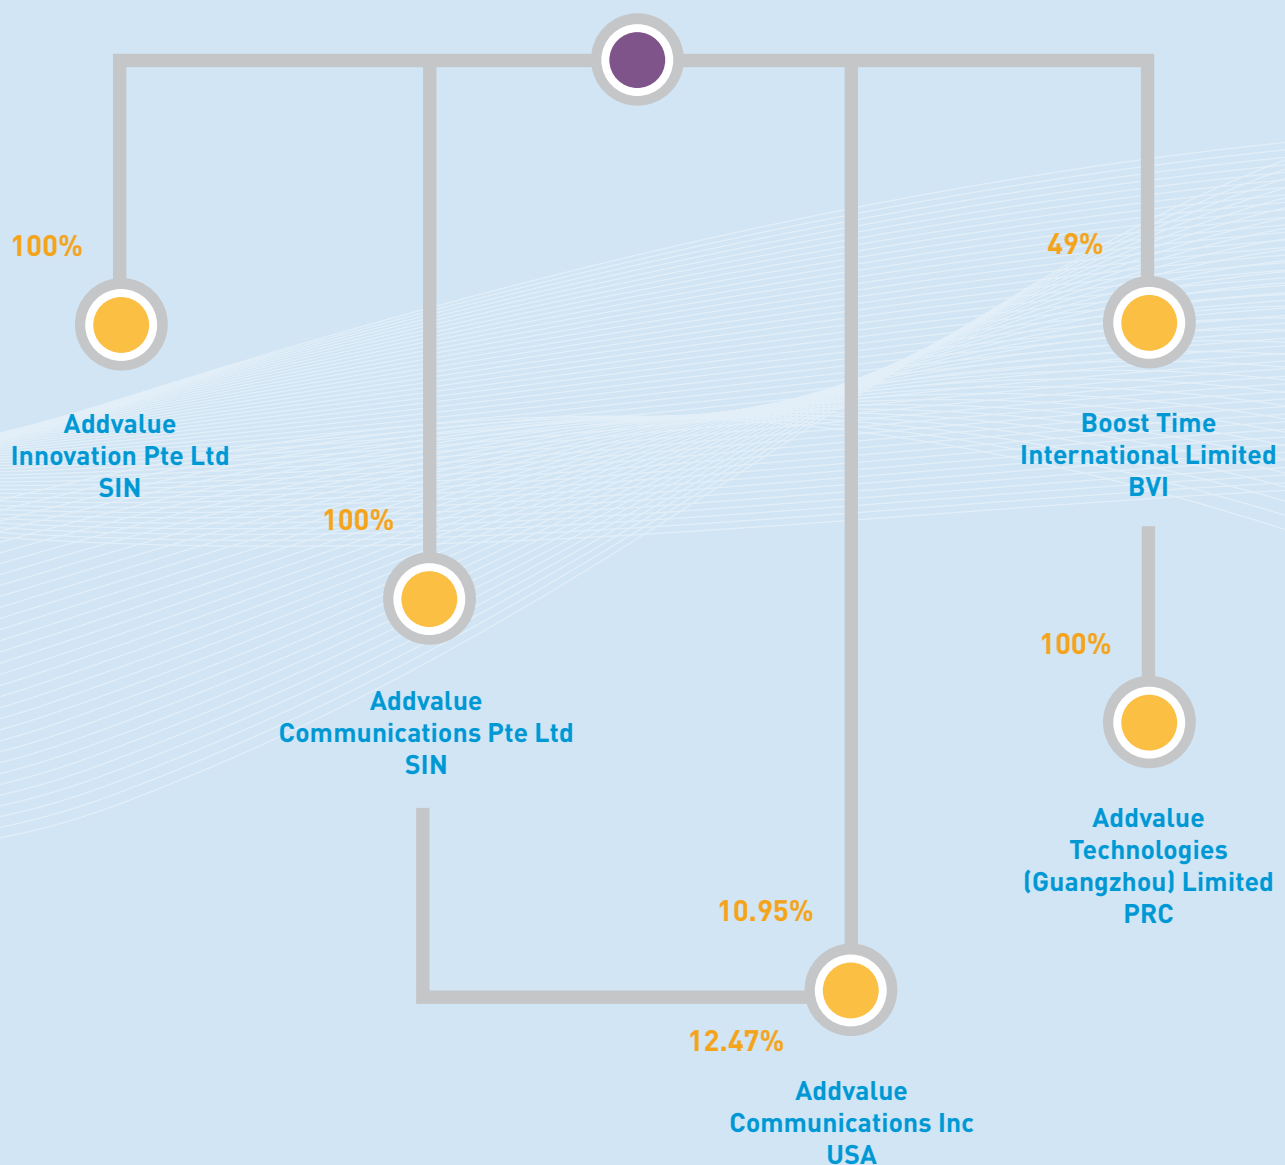 100%
Addvalue
Innovation Pte Ltd
SIN
100%
Addvalue
Communications Pte Ltd
SIN
10.95%
12.47%
Addvalue
Communications Inc
USA
49%
Boost Time
International Limited
BVI
100%
Addvalue
Technologies
(Guangzhou) Limited
PRC